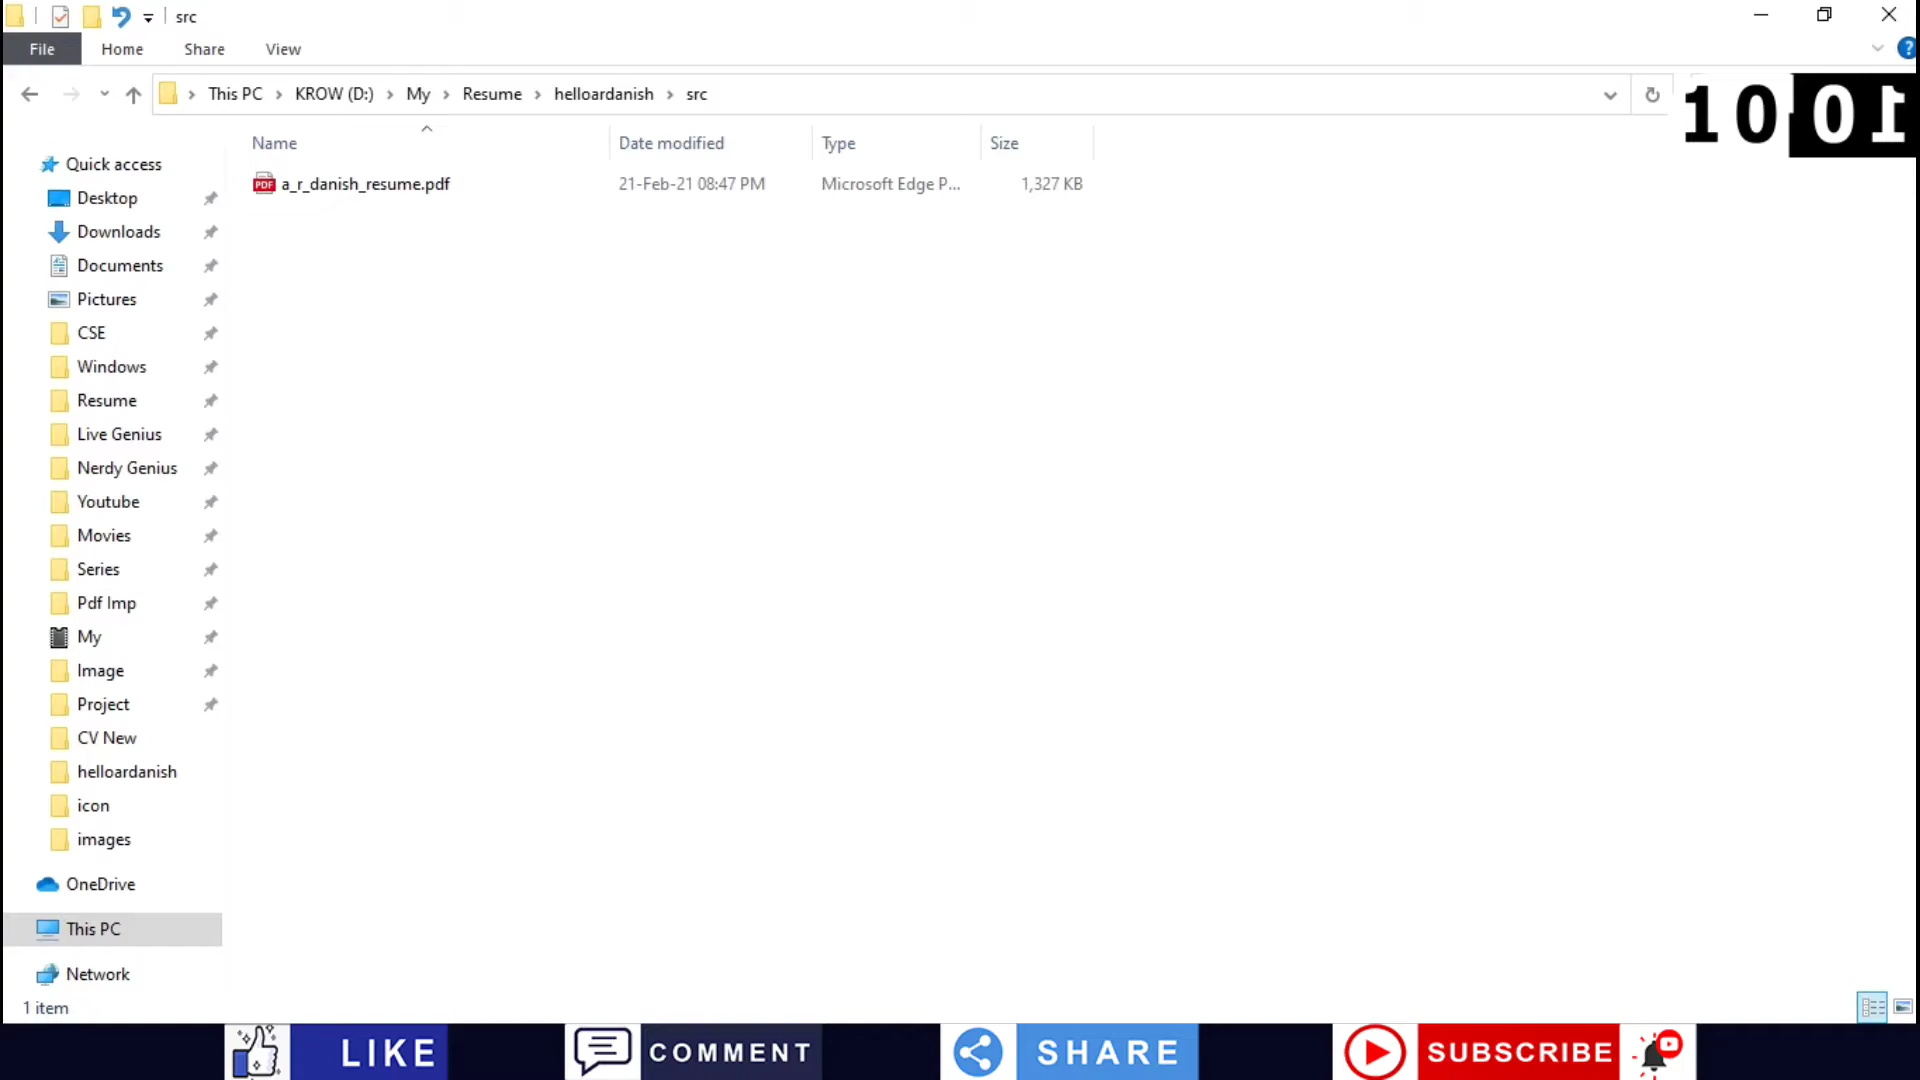 src
File Home Share View
This PC KROW (D:) My Resume helloardanish src
10 01
Name Date modified Type Size
a_r_danish_resume.pdf 21-Feb-21 08:47 PM Microsoft Edge P... 1,327 KB
Quick access
Desktop
Downloads
Documents
Pictures
CSE
Windows
Resume
Live Genius
Nerdy Genius
Youtube
Movies
Series
Pdf Imp
My
Image
Project
CV New
helloardanish
icon
images
OneDrive
This PC
Network
1 item
LIKE COMMENT SHARE SUBSCRIBE